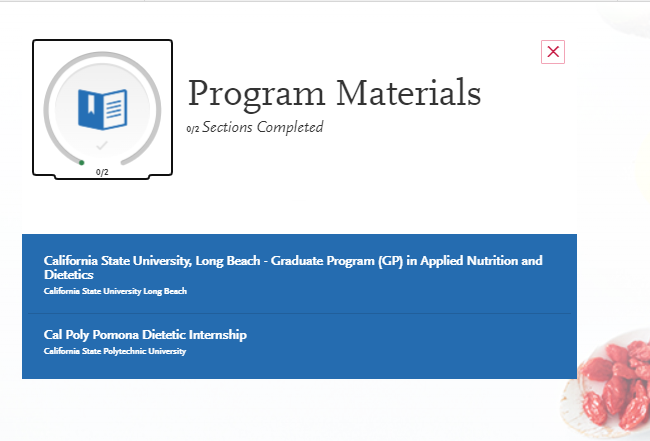 Program Materials
0/2 Sections Completed
0/2
California State University, Long Beach - Graduate Program (GP) in Applied Nutrition and
Dietetics
California State University Long Beach
Cal Poly Pomona Dietetic Internship
California State Polytechnic University